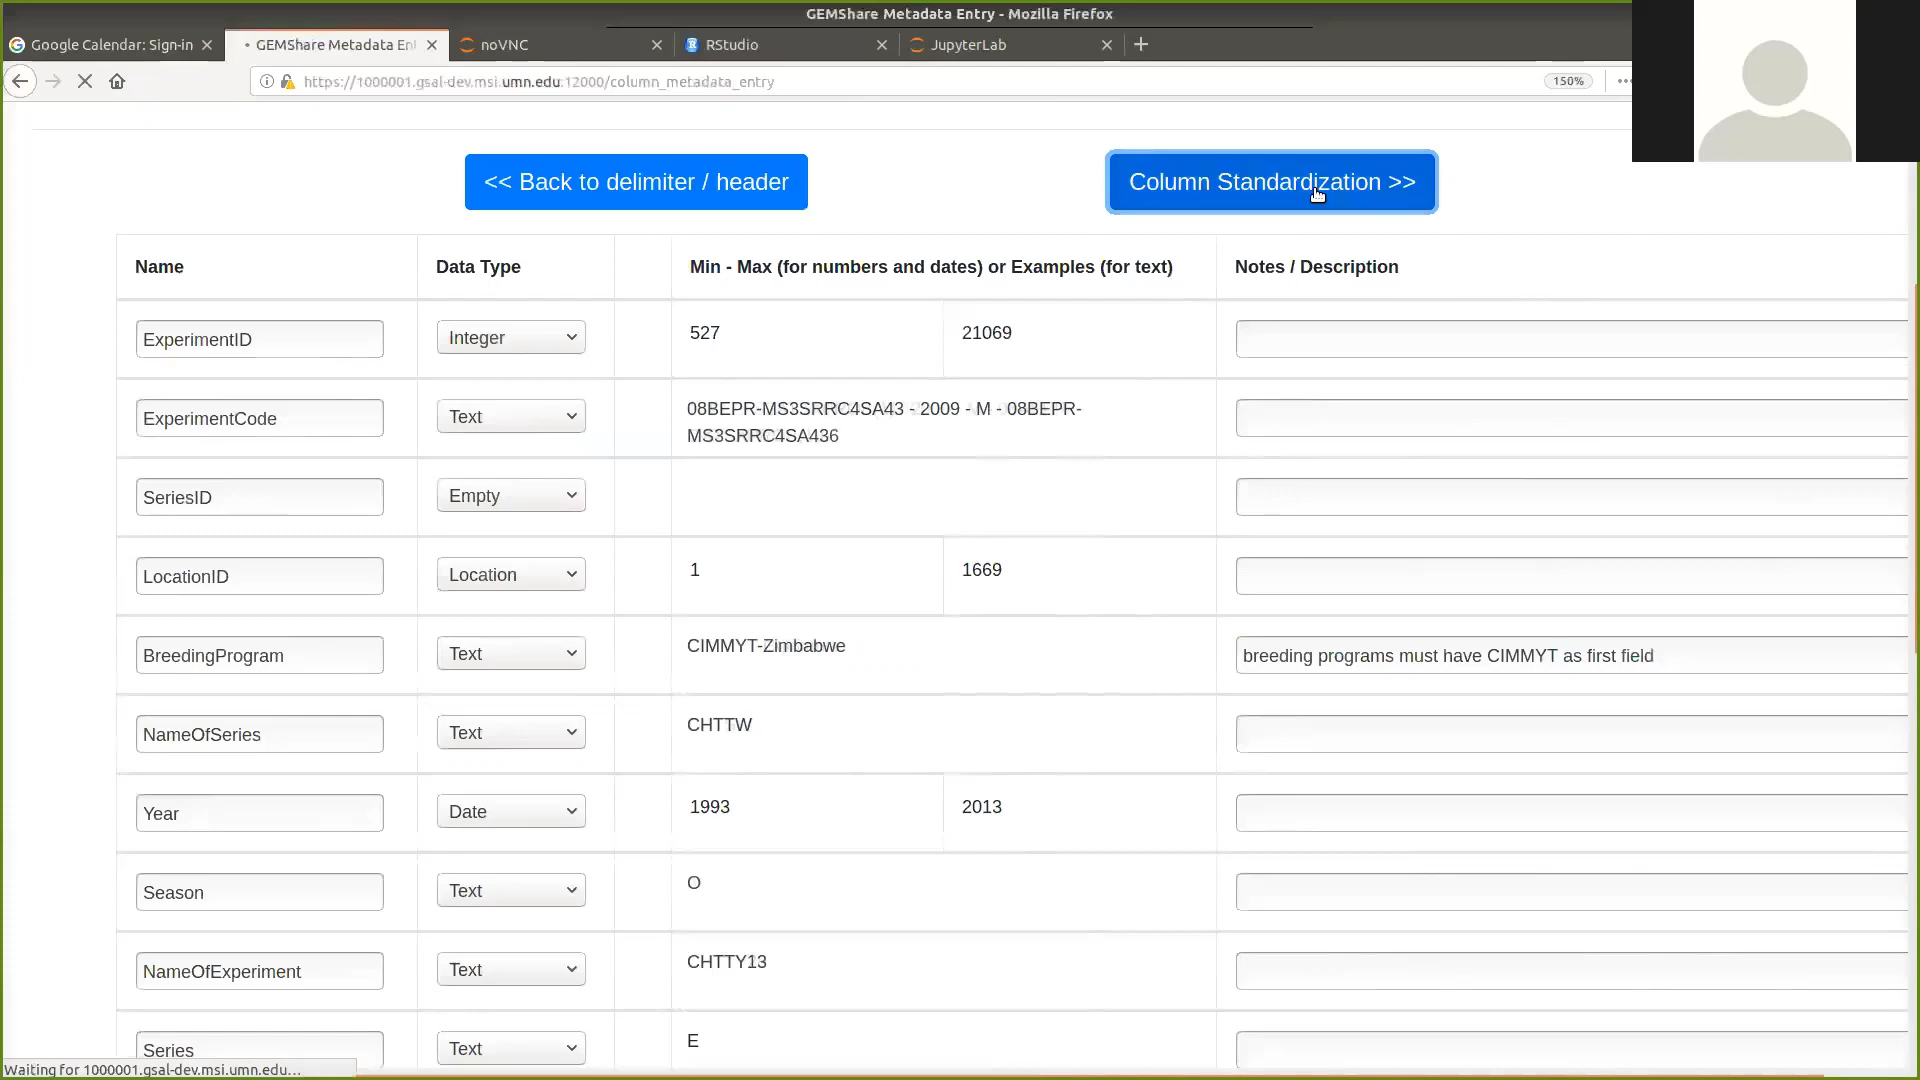 GEMShare Metadata Entry - Mozilla Firefox
Google Calendar: Sign-in
GEMShare Metadata En
noVNC
RStudio
JupyterLab
https://1000001.gsal-dev.msi.umn.edu:12000/column_metadata_entry
150%
<< Back to delimiter / header
Column Standardization >>
Name
Data Type
Min - Max (for numbers and dates) or Examples (for text)
Notes / Description
ExperimentID
Integer
527
21069
ExperimentCode
Text
08BEPR-MS3SRRC4SA43 - 2009 - M - 08BEPR-
MS3SRRC4SA436
SeriesID
Empty
LocationID
Location
1
1669
BreedingProgram
Text
CIMMYT-Zimbabwe
breeding programs must have CIMMYT as first field
NameOfSeries
Text
CHTTW
Year
Date
1993
2013
Season
Text
O
NameOfExperiment
Text
CHTTY13
Series
Text
E
Waiting for 1000001.gsal-dev.msi.umn.edu...